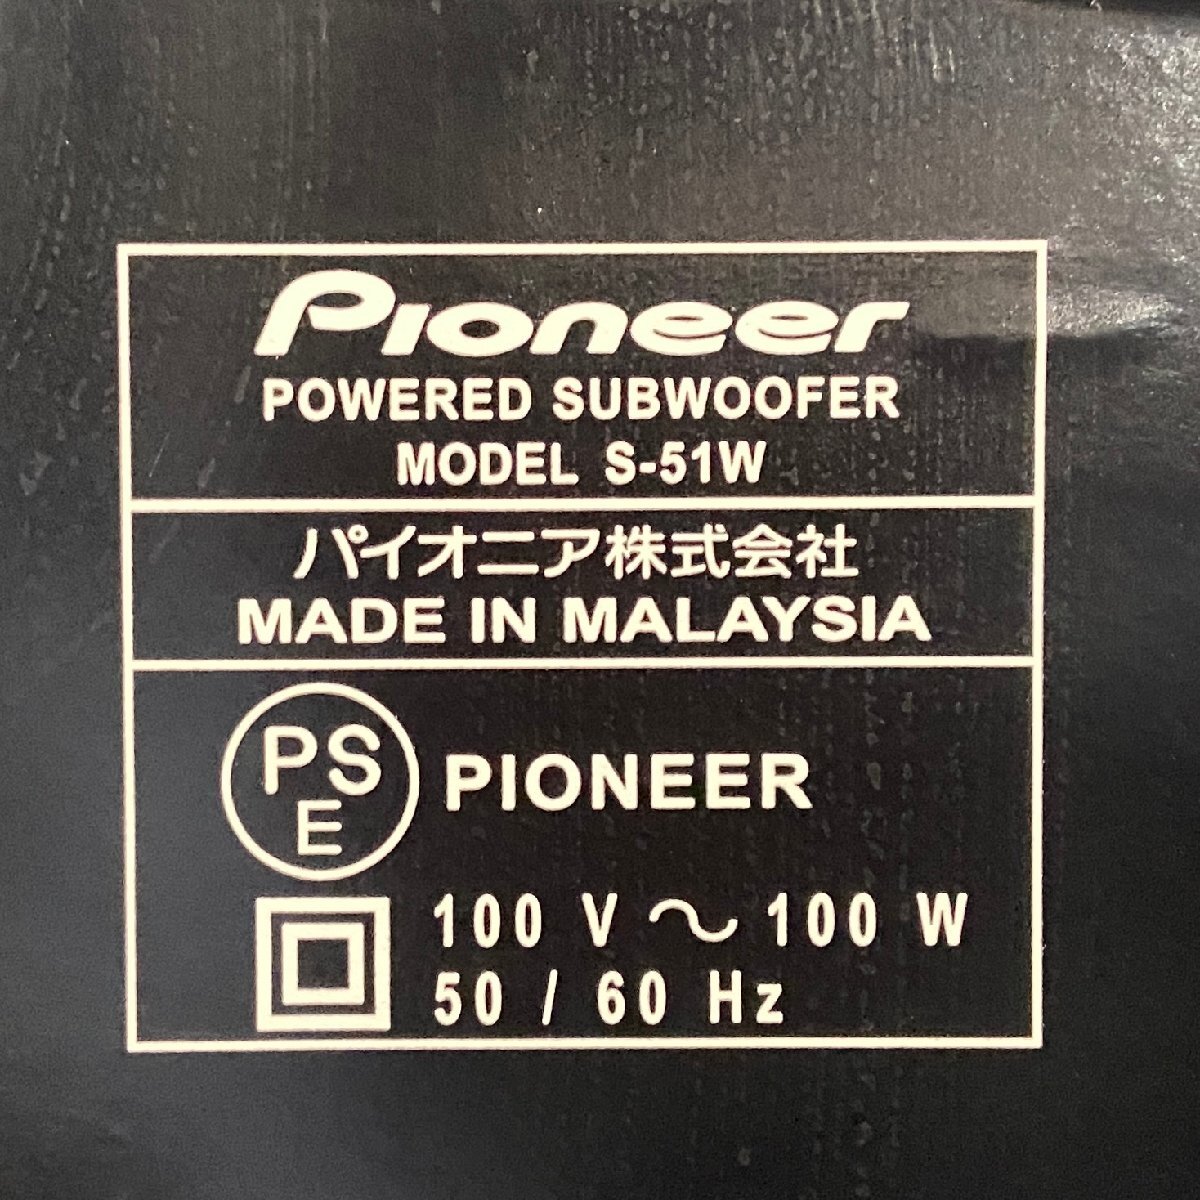 Pioneer
POWERED SUBWOOFER
MODEL S-51W
パイオニア株式会社
MADE IN MALAYSIA
PS
E
PIONEER
100 V ～ 100 W
50 / 60 Hz